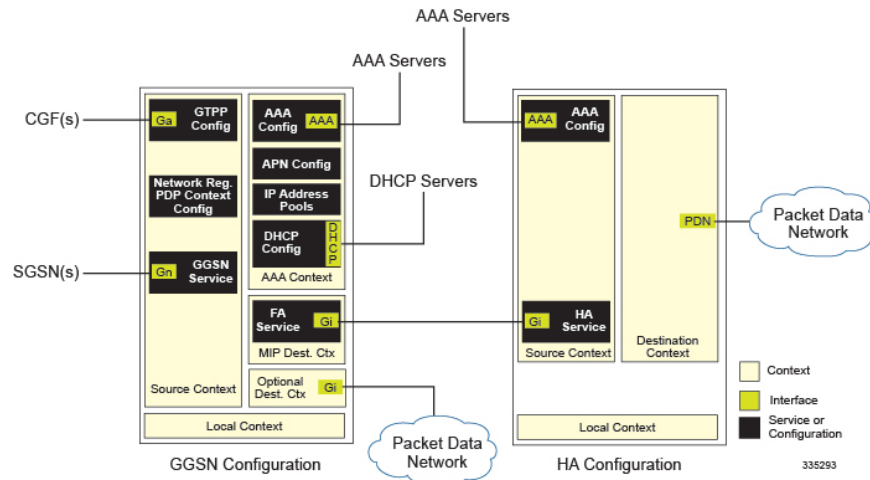 AAA Servers
AAA Servers
CGF(s)
Ga
GTPP
Config
AAA
Config
AAA
AAA
AAA
Config
APN Config
Network Reg.
PDP Context
Config
IP Address
Pools
DHCP Servers
DHCP
Config
D
H
C
P
AAA Context
PDN
Packet Data
Network
SGSN(s)
Gn
GGSN
Service
FA
Service
Gi
MIP Dest. Ctx
Gi
HA
Service
Source Context
Destination
Context
Source Context
Optional
Dest. Ctx
Gi
Local Context
Packet Data
Network
Local Context
Context
Interface
Service or
Configuration
GGSN Configuration
HA Configuration
335293